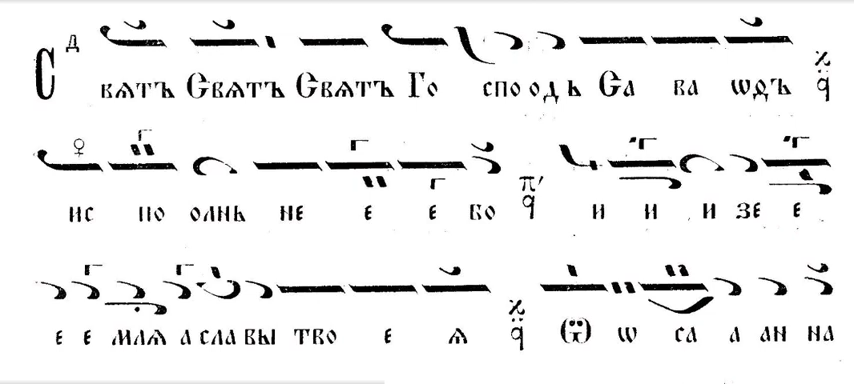 Свѧтъ Свѧтъ Свѧтъ Го спо одь Са ва ѡѳъ
ис по олнь не е е бо и и и зе е
е е млѧ а сла вы тво е ѧ Ѿ ѡ са а ан на